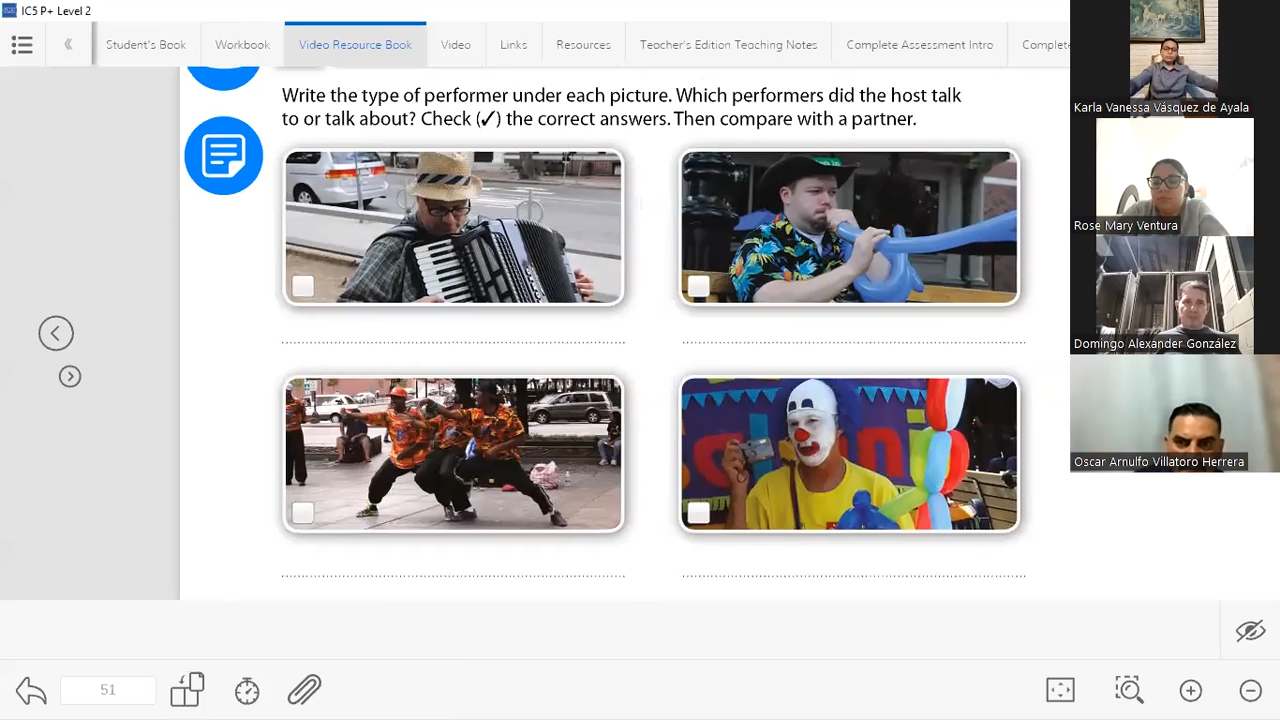 IC5 P+ Level 2
Student's Book
Workbook
Video Resource Book
Video
Links
Resources
Teacher's Edition Teaching Notes
Complete Assessment Intro
Complete
Write the type of performer under each picture. Which performers did the host talk
to or talk about? Check (✓) the correct answers. Then compare with a partner.
Karla Vanessa Vásquez de Ayala
Rose Mary Ventura
Domingo Alexander González
Oscar Arnulfo Villatoro Herrera
51